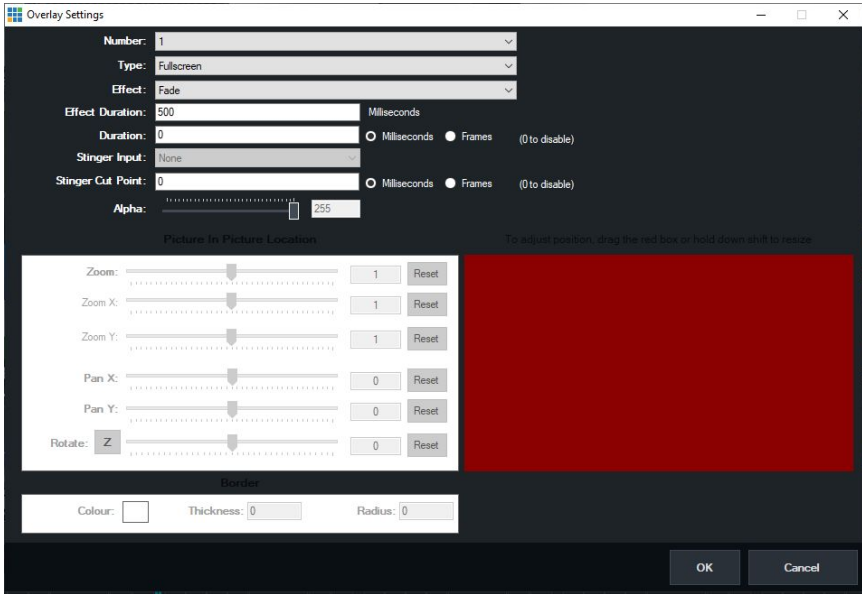 Overlay Settings
Number: 1
Type: Fullscreen
Effect: Fade
Effect Duration: 500 Milliseconds
Duration: 0 Milliseconds Frames (0 to disable)
Stinger Input: None
Stinger Cut Point: 0 Milliseconds Frames (0 to disable)
Alpha: 255
Picture In Picture Location
To adjust position, drag the red box or hold down shift to resize
Zoom: 1 Reset
Zoom X: 1 Reset
Zoom Y: 1 Reset
Pan X: 0 Reset
Pan Y: 0 Reset
Rotate: Z 0 Reset
Border
Colour: Thickness: 0 Radius: 0
OK Cancel